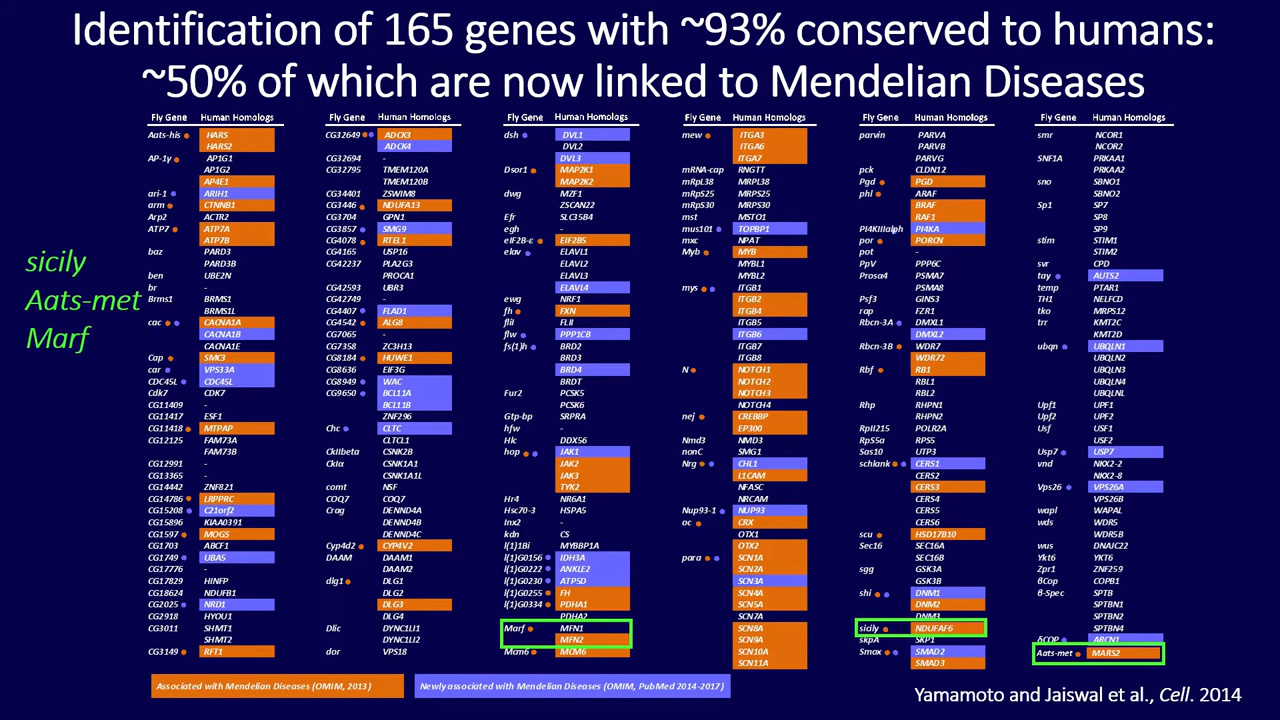 Identification of 165 genes with ~93% conserved to humans:
~50% of which are now linked to Mendelian Diseases
sicily
Aats-met
Marf
Fly Gene Human Homologs
Aats-his HARS
HARS2
AP-1γ AP1G1
AP4E1
ari-1 ARIH1
arm CTNNB1
Arp2 ACTR2
ATP7 ATP7A
ATP7B
baz PARD3
PARD3B
ben UBE2N
br -
Brms1 BRMS1
BRMS1L
cac CACNA1A
CACNA1B
CACNA1E
Cap SMC3
car VPS33A
CDC45L CDC45L
Cdk7 CDK7
CG11409 -
CG11417 ESF1
CG11418 MTPAP
CG12125 FAM73A
FAM73B
CG12991 -
CG13365 -
CG14442 ZNF821
CG14786 LRPPRC
CG15208 C21orf2
CG15896 KIAA0391
CG1597 MOGS
CG1703 ABCF1
CG1749 UBA5
CG17776 -
CG17829 HINFP
CG18624 NDUFB1
CG2025 NRD1
CG2918 HYOU1
CG3011 SHMT1
SHMT2
CG3149 RFT1
Fly Gene Human Homologs
CG32649 ADCK3
ADCK4
CG32694 -
CG32795 TMEM120A
TMEM120B
CG34401 ZSWIM8
CG3446 NDUFA13
CG3704 GPN1
CG3857 SMG9
CG4078 RTEL1
CG4165 USP16
CG42237 PLA2G3
PROCA1
CG42593 UBR3
CG42749 -
CG4407 FLAD1
CG4542 ALG8
CG7065 -
CG7358 ZC3H13
CG8184 HUWE1
CG8636 EIF3G
CG8949 WAC
CG9650 BCL11A
BCL11B
ZNF296
Chc CLTC
CLTCL1
CkIIbeta CSNK2B
CkIα CSNK1A1
CSNK1A1L
comt NSF
COQ7 COQ7
Crag DENND4A
DENND4B
DENND4C
Cyp4d2 CYP4V2
DAAM DAAM1
DAAM2
dlg1 DLG1
DLG2
DLG3
DLG4
Dlic DYNC1LI1
DYNC1LI2
dor VPS18
Fly Gene Human Homologs
dsh DVL1
DVL2
DVL3
Dsor1 MAP2K1
MAP2K2
dwg MZF1
ZSCAN22
Efr SLC35B4
egh -
eIF2B-ε EIF2B5
elav ELAVL1
ELAVL2
ELAVL3
ELAVL4
ewg NRF1
fh FXN
fliI FLII
flw PPP1CB
fs(1)h BRD2
BRD3
BRD4
BRDT
Fur2 PCSK5
PCSK6
Gtp-bp SRPRA
hfw -
Hlc DDX56
hop JAK1
JAK2
JAK3
TYK2
Hr4 NR6A1
Hsc70-3 HSPA5
Inx2 -
kdn CS
l(1)1Bi MYBBP1A
l(1)G0156 IDH3A
l(1)G0222 ANKLE2
l(1)G0230 ATP5D
l(1)G0255 FH
l(1)G0334 PDHA1
PDHA2
Marf MFN1
MFN2
Mcm6 MCM6
Fly Gene Human Homologs
mew ITGA3
ITGA6
ITGA7
mRNA-cap RNGTT
mRpL38 MRPL38
mRpS25 MRPS25
mRpS30 MRPS30
mst MSTO1
mus101 TOPBP1
mxc NPAT
Myb MYB
MYBL1
MYBL2
mys ITGB1
ITGB2
ITGB4
ITGB5
ITGB6
ITGB7
ITGB8
N NOTCH1
NOTCH2
NOTCH3
NOTCH4
nej CREBBP
EP300
Nmd3 NMD3
nonC SMG1
Nrg CHL1
L1CAM
NFASC
NRCAM
Nup93-1 NUP93
oc CRX
OTX1
OTX2
para SCN1A
SCN2A
SCN3A
SCN4A
SCN5A
SCN7A
SCN8A
SCN9A
SCN10A
SCN11A
Fly Gene Human Homologs
parvin PARVA
PARVB
PARVG
pck CLDN12
Pgd PGD
phl ARAF
BRAF
RAF1
PI4KIIIalph PI4KA
por PORCN
pot -
PpV PPP6C
Prosα4 PSMA7
PSMA8
Psf3 GINS3
rap FZR1
Rbcn-3A DMXL1
DMXL2
Rbcn-3B WDR7
WDR72
Rbf RB1
RBL1
RBL2
Rhp RHPN1
RHPN2
RpII215 POLR2A
RpS5a RPS5
Sas10 UTP3
schlank CERS1
CERS2
CERS3
CERS4
CERS5
CERS6
scu HSD17B10
Sec16 SEC16A
SEC16B
sgg GSK3A
GSK3B
shi DNM1
DNM2
DNM3
sicily NDUFAF6
skpA SKP1
Smox SMAD2
SMAD3
Fly Gene Human Homologs
smr NCOR1
NCOR2
SNF1A PRKAA1
PRKAA2
sno SBNO1
SBNO2
Sp1 SP7
SP8
SP9
stim STIM1
svr CPD
tay AUTS2
temp PTAR1
TH1 NELFCD
tko MRPS12
trr KMT2C
KMT2D
ubqn UBQLN1
UBQLN2
UBQLN3
UBQLN4
UBQLNL
Upf1 UPF1
Upf2 UPF2
Usf USF1
USF2
Usp7 USP7
vnd NKX2-2
NKX2-8
Vps26 VPS26A
VPS26B
wapl WAPAL
wds WDR5
WDR5B
wus DNAJC22
Ykt6 YKT6
Zpr1 ZNF259
βCop COPB1
β-Spec SPTB
SPTBN1
SPTBN2
SPTBN4
δCOP ARCN1
Aats-met MARS2
Associated with Mendelian Diseases (OMIM, 2013)
Newly associated with Mendelian Diseases (OMIM, PubMed 2014-2017)
Yamamoto and Jaiswal et al., Cell. 2014